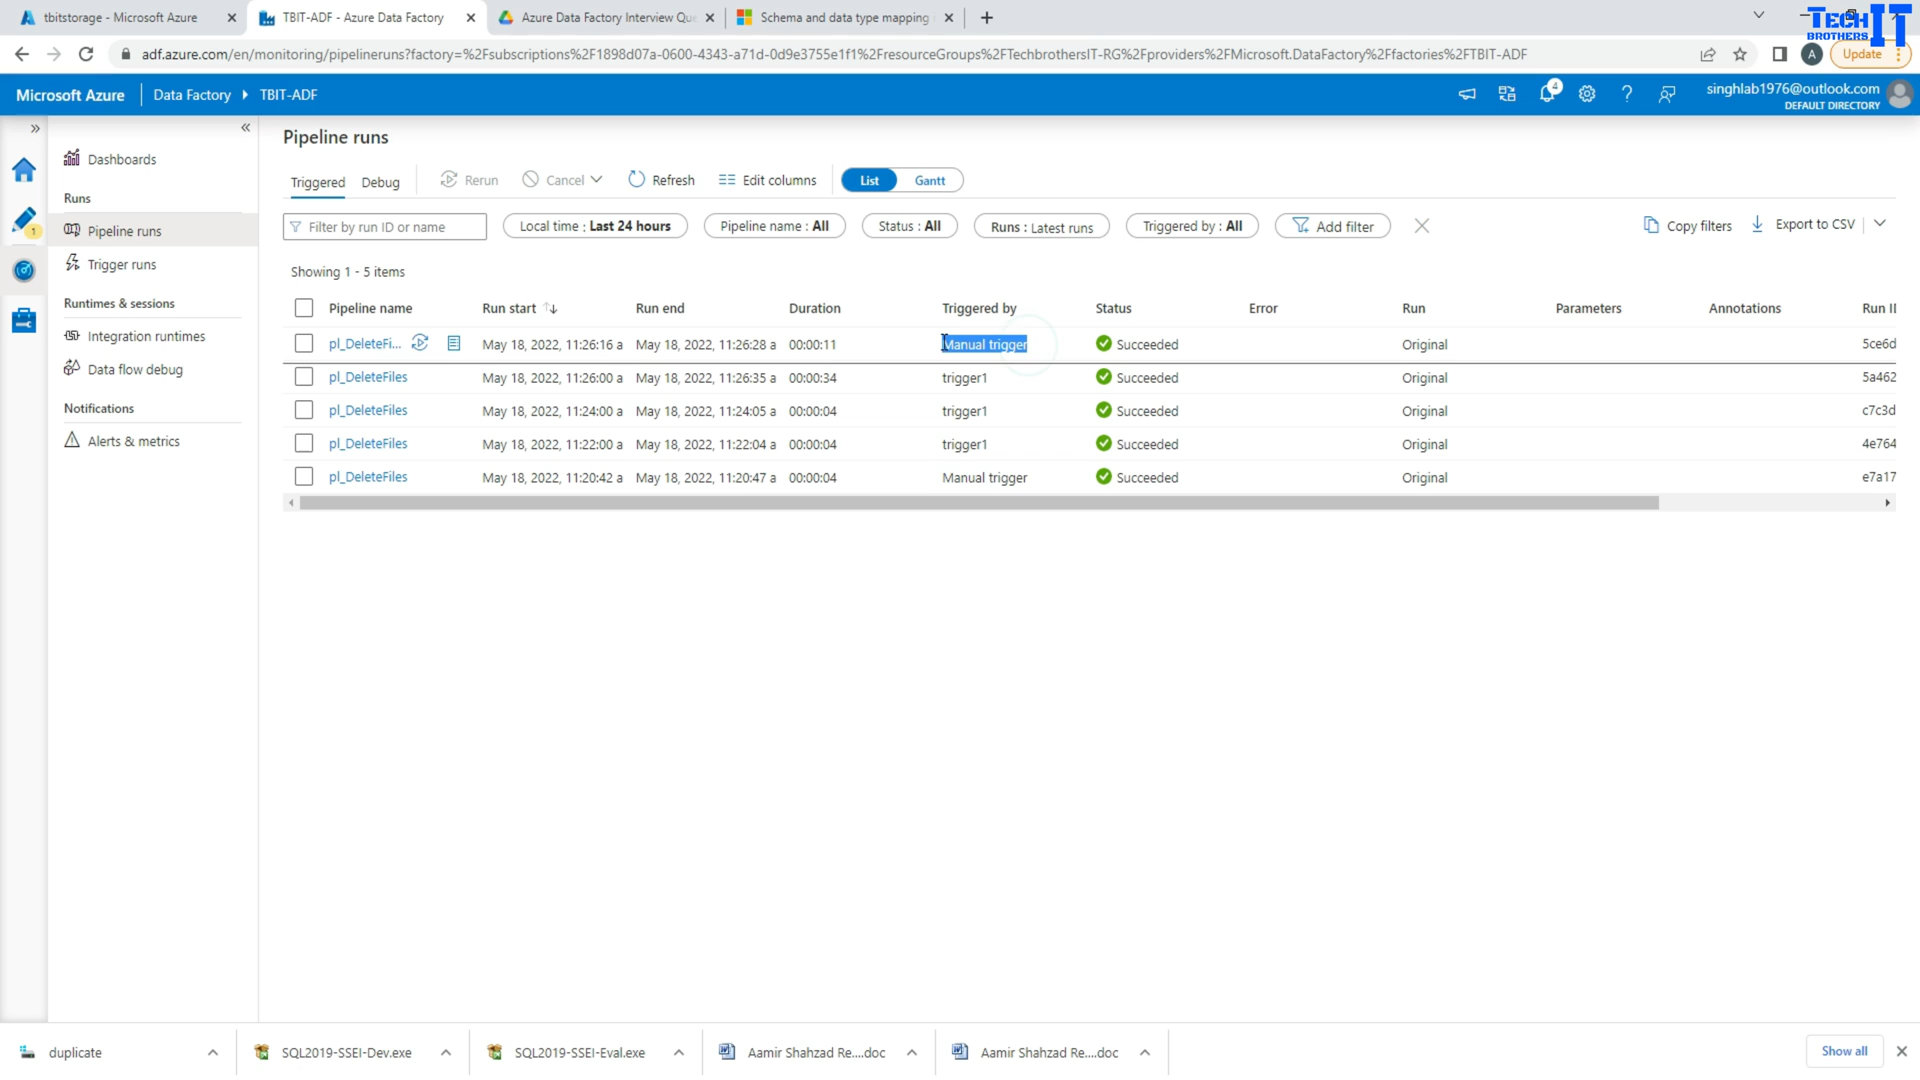 tbitstorage - Microsoft Azure
TBIT-ADF - Azure Data Factory
Azure Data Factory Interview Que
Schema and data type mapping
TECH IT
BROTHERS
adf.azure.com/en/monitoring/pipelineruns?factory=%2Fsubscriptions%2F1898d07a-0600-4343-a71d-0d9e3755e1f1%2FresourceGroups%2FTechbrothersIT-RG%2Fproviders%2FMicrosoft.DataFactory%2Ffactories%2FTBIT-ADF
A
Update
Microsoft Azure
Data Factory
TBIT-ADF
4
singhlab1976@outlook.com
DEFAULT DIRECTORY
Pipeline runs
Dashboards
Triggered
Debug
Rerun
Cancel
Refresh
Edit columns
List
Gantt
Runs
1
Pipeline runs
Filter by run ID or name
Local time : Last 24 hours
Pipeline name : All
Status : All
Runs : Latest runs
Triggered by : All
Add filter
Copy filters
Export to CSV
Trigger runs
Showing 1 - 5 items
Runtimes & sessions
Pipeline name Run start Run end Duration Triggered by Status Error Run Parameters Annotations Run II
Integration runtimes
pl_DeleteFi... May 18, 2022, 11:26:16 a May 18, 2022, 11:26:28 a 00:00:11 Manual trigger Succeeded Original 5ce6d
Data flow debug
pl_DeleteFiles May 18, 2022, 11:26:00 a May 18, 2022, 11:26:35 a 00:00:34 trigger1 Succeeded Original 5a462
Notifications
pl_DeleteFiles May 18, 2022, 11:24:00 a May 18, 2022, 11:24:05 a 00:00:04 trigger1 Succeeded Original c7c3d
Alerts & metrics
pl_DeleteFiles May 18, 2022, 11:22:00 a May 18, 2022, 11:22:04 a 00:00:04 trigger1 Succeeded Original 4e764
pl_DeleteFiles May 18, 2022, 11:20:42 a May 18, 2022, 11:20:47 a 00:00:04 Manual trigger Succeeded Original e7a17
duplicate
SQL2019-SSEI-Dev.exe
SQL2019-SSEI-Eval.exe
Aamir Shahzad Re....doc
Aamir Shahzad Re....doc
Show all